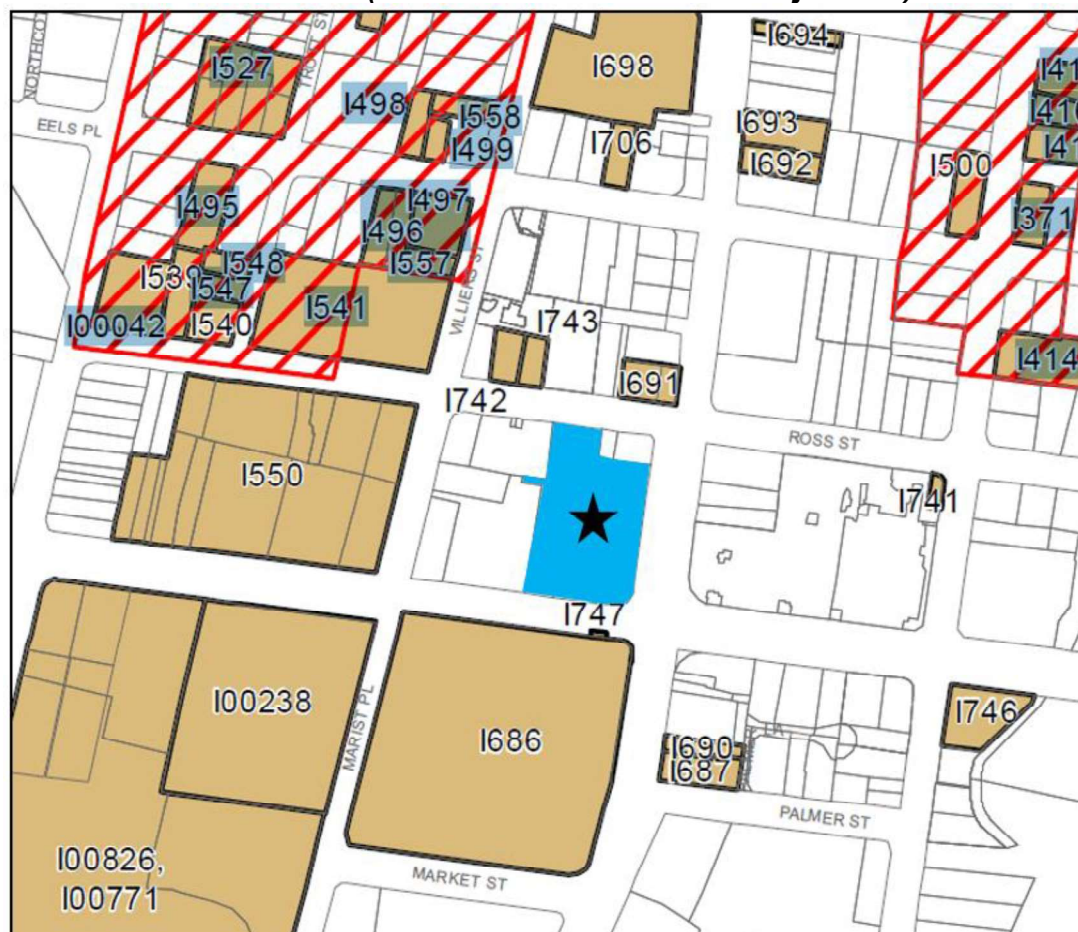 I527
I698
I694
EELS PL
I498
I558
I499
I706
I693
I692
I500
I371
I495
I497
I496
I557
I548
I547
I540
I541
I00042
VILLIERS ST
I743
I691
I742
I414
ROSS ST
I550
I741
I747
I00238
MARIST PL
I686
I746
I690
I687
PALMER ST
I00826,
I00771
MARKET ST